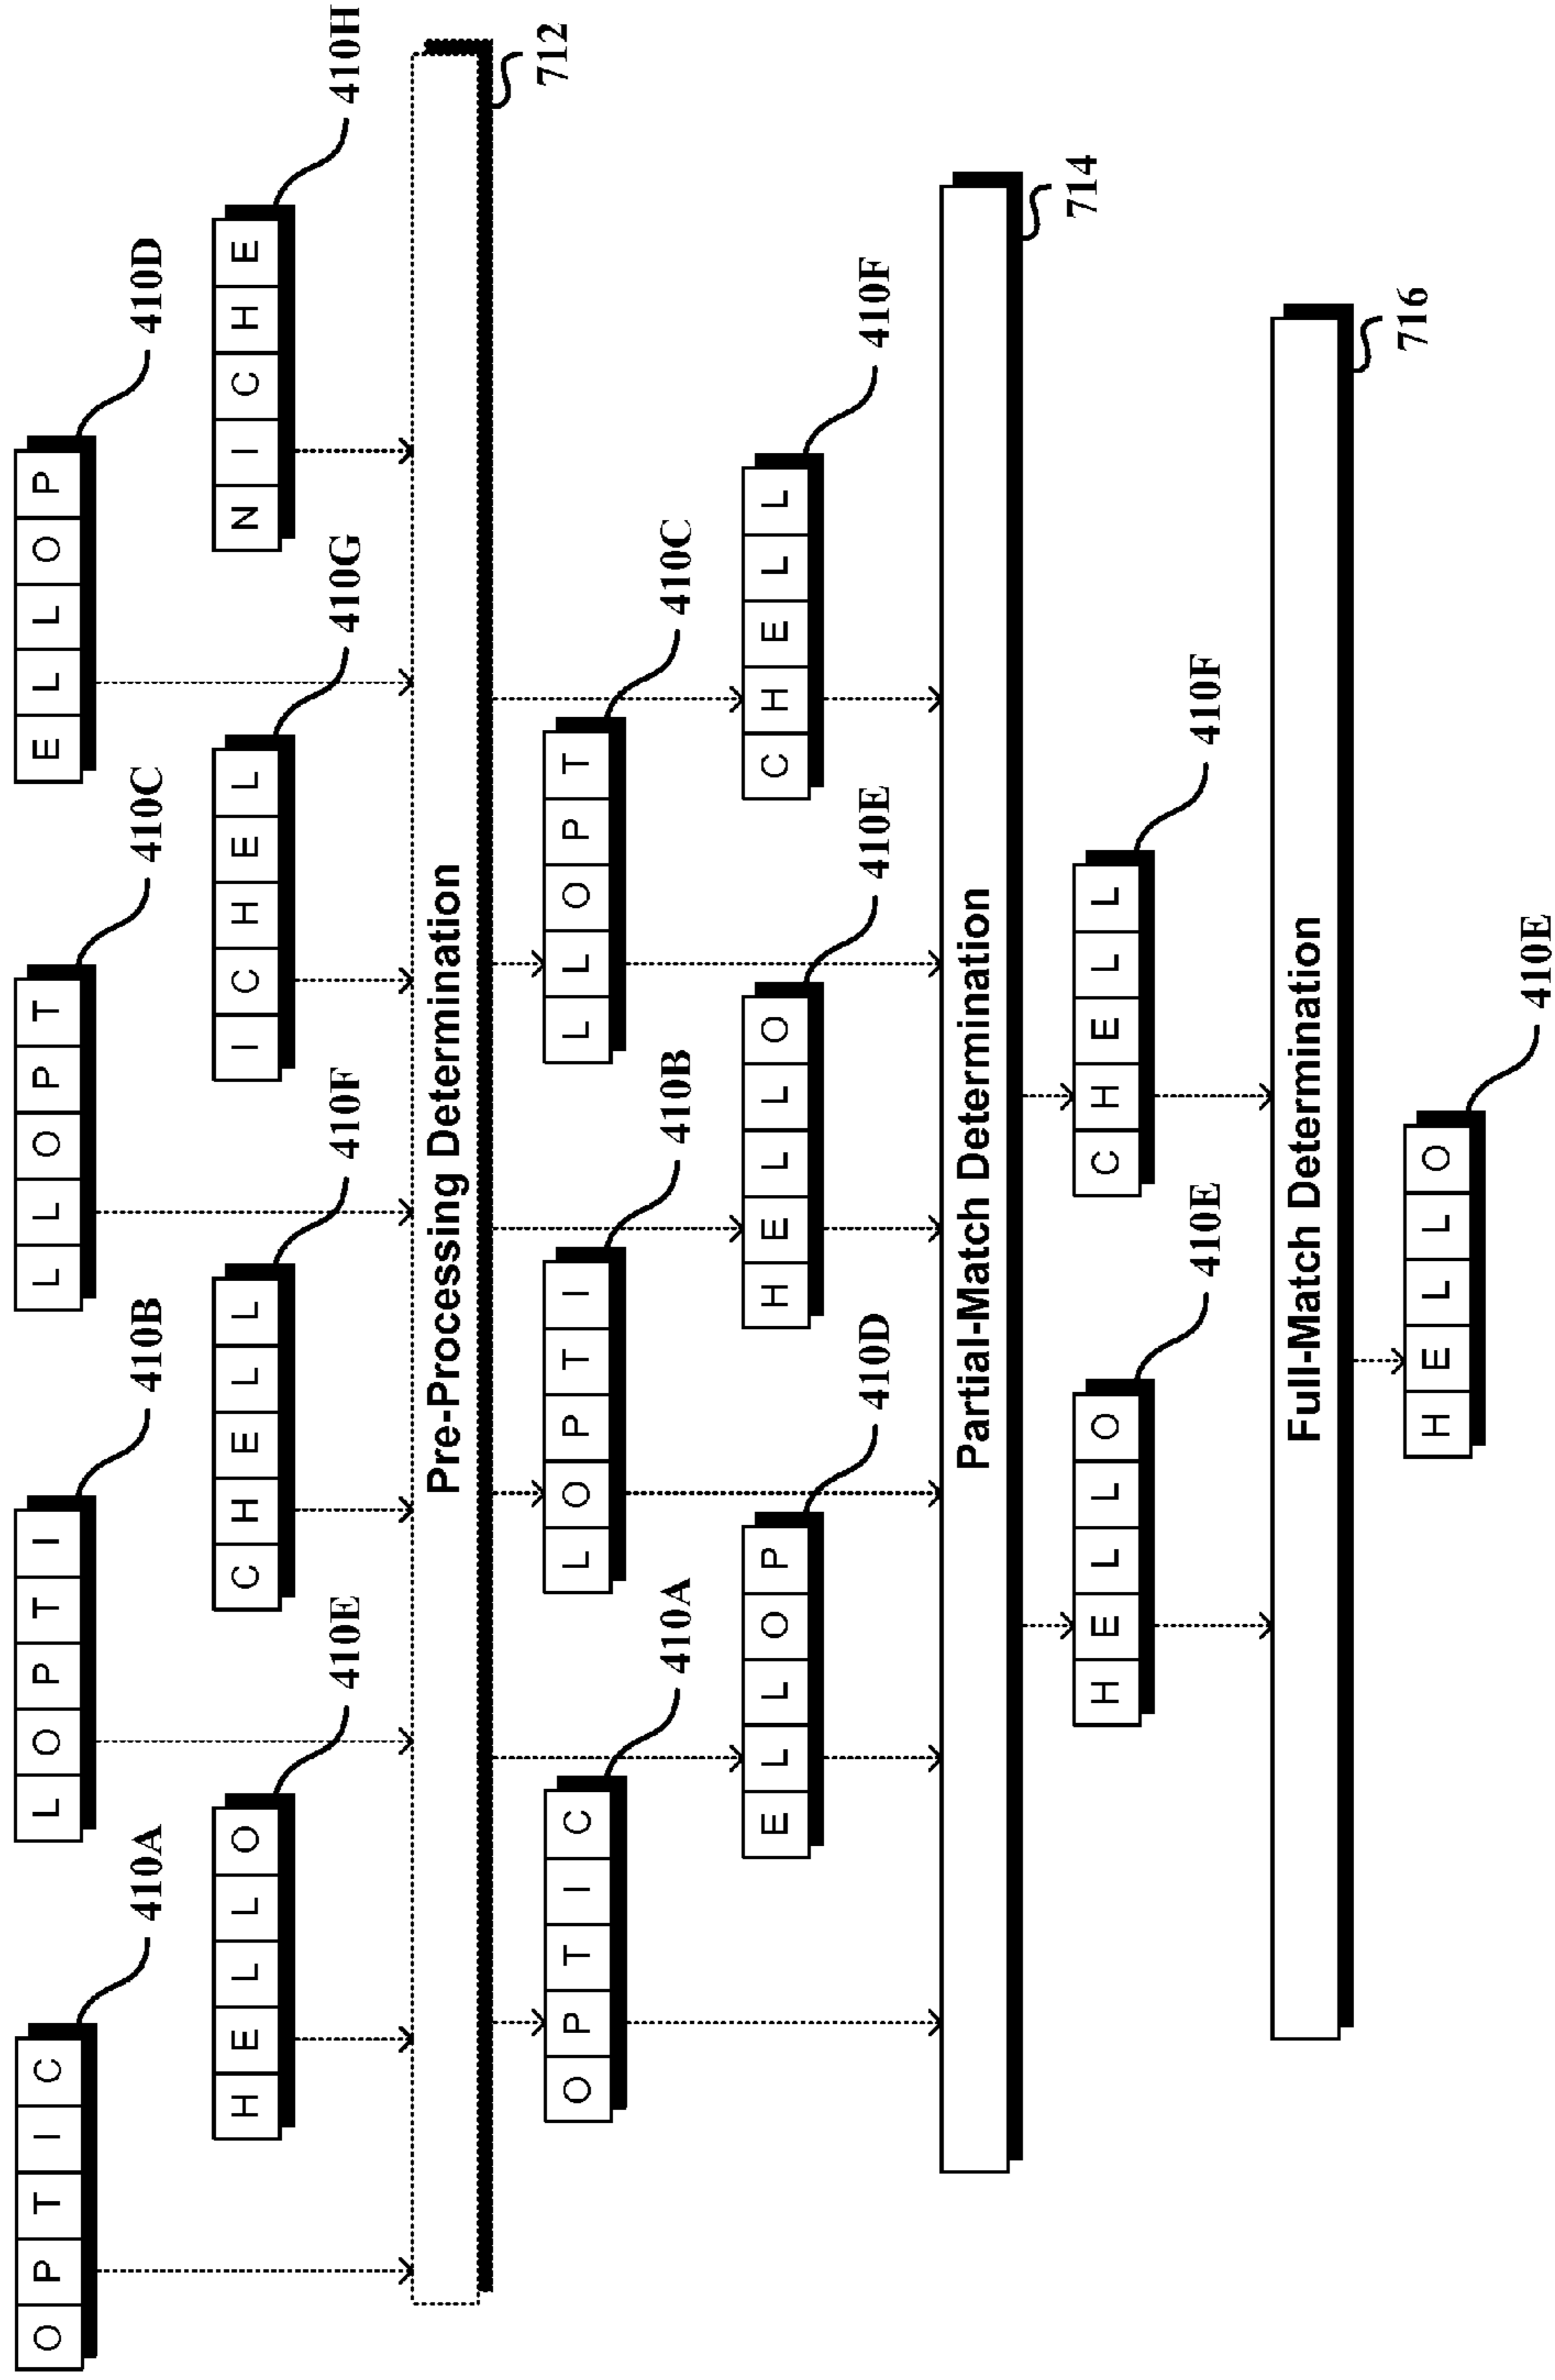 O P T I C 410A L O P T I 410B L L O P T 410C E L L O P 410D
H E L L O 410E C H E L L 410F I C H E L 410G N I C H E 410H
Pre-Processing Determination
712
O P T I C 410A L O P T I 410B L L O P T 410C
E L L O P 410D H E L L O 410E C H E L L 410F
Partial-Match Determination
714
H E L L O 410E C H E L L 410F
Full-Match Determination
716
H E L L O 410E